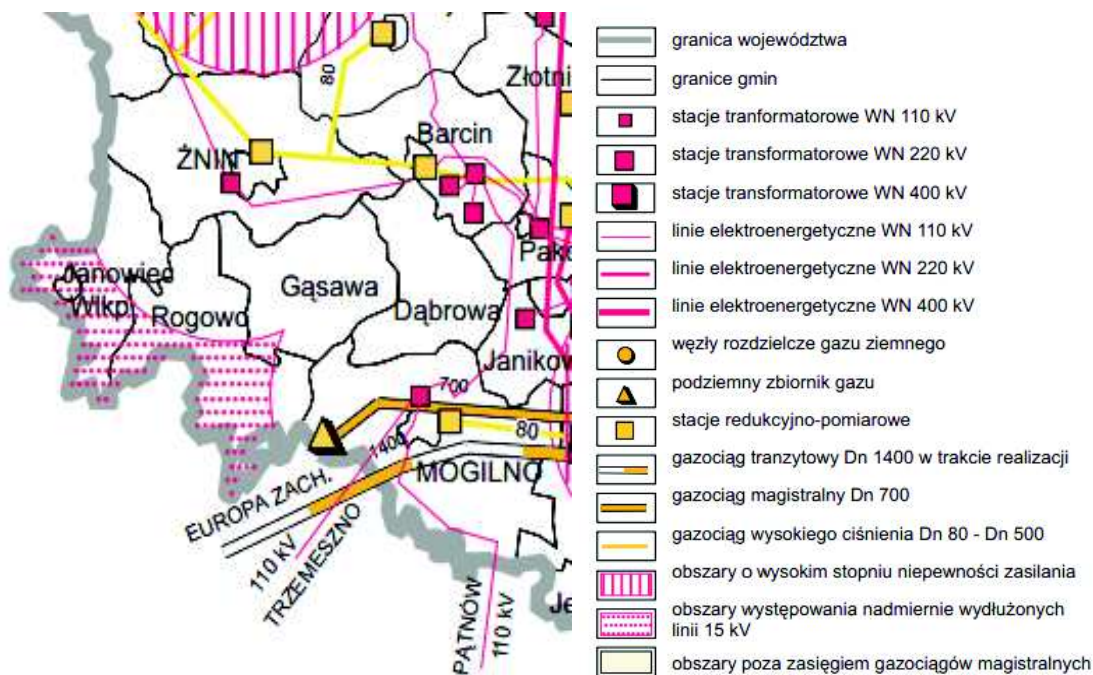 80
Złotni
Barcin
ŻNIN
Pako
Janowiec
Wlkp.
Gąsawa
Rogowo
Dąbrowa
Janikow
700
1400
80
MOGILNO
EUROPA ZACH.
110 kV
TRZEMESZNO
PĄTNÓW
110 kV
Je
granica województwa
granice gmin
stacje tranformatorowe WN 110 kV
stacje transformatorowe WN 220 kV
stacje transformatorowe WN 400 kV
linie elektroenergetyczne WN 110 kV
linie elektroenergetyczne WN 220 kV
linie elektroenergetyczne WN 400 kV
węzły rozdzielcze gazu ziemnego
podziemny zbiornik gazu
stacje redukcyjno-pomiarowe
gazociąg tranzytowy Dn 1400 w trakcie realizacji
gazociąg magistralny Dn 700
gazociąg wysokiego ciśnienia Dn 80 - Dn 500
obszary o wysokim stopniu niepewności zasilania
obszary występowania nadmiernie wydłużonych
linii 15 kV
obszary poza zasięgiem gazociągów magistralnych